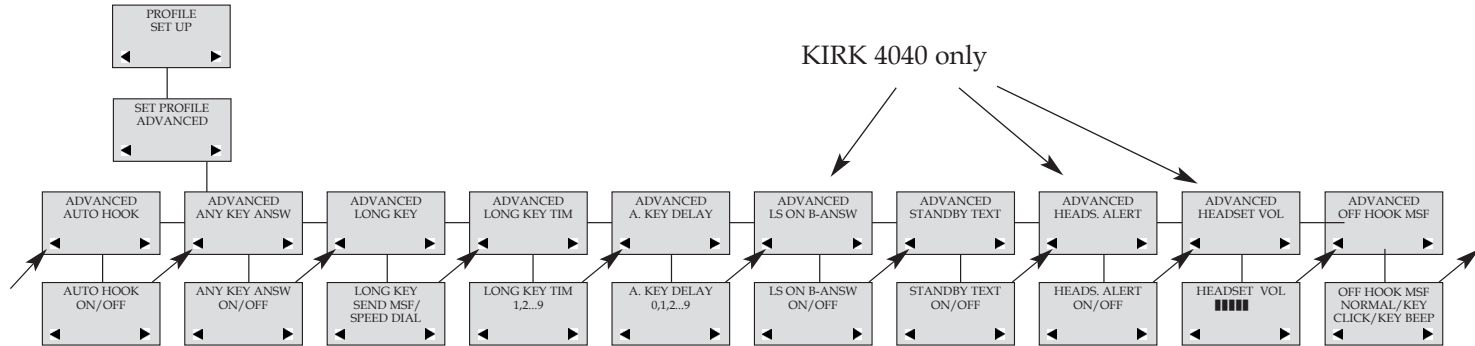 PROFILE
SET UP
KIRK 4040 only
SET PROFILE
ADVANCED
ADVANCED
AUTO HOOK
ADVANCED
ANY KEY ANSW
ADVANCED
LONG KEY
ADVANCED
LONG KEY TIM
ADVANCED
A. KEY DELAY
ADVANCED
LS ON B-ANSW
ADVANCED
STANDBY TEXT
ADVANCED
HEADS. ALERT
ADVANCED
HEADSET VOL
ADVANCED
OFF HOOK MSF
AUTO HOOK
ON/OFF
ANY KEY ANSW
ON/OFF
LONG KEY
SEND MSF/
SPEED DIAL
LONG KEY TIM
1,2...9
A. KEY DELAY
0,1,2...9
LS ON B-ANSW
ON/OFF
STANDBY TEXT
ON/OFF
HEADS. ALERT
ON/OFF
HEADSET VOL
OFF HOOK MSF
NORMAL/KEY
CLICK/KEY BEEP